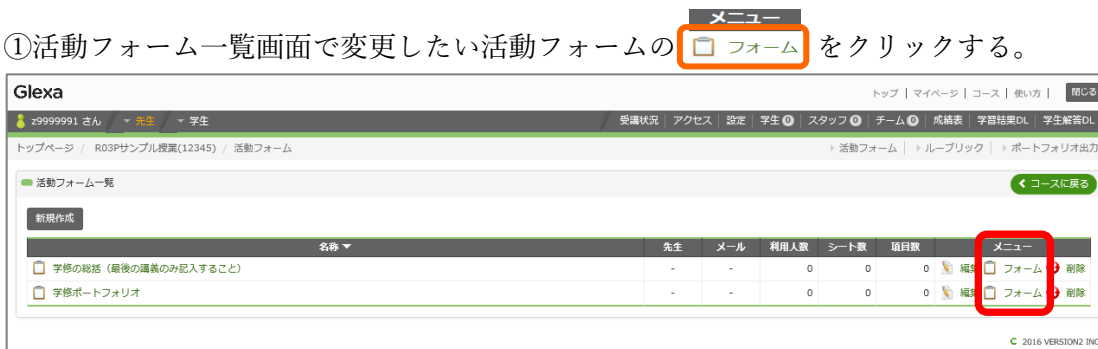 メニュー
①活動フォーム一覧画面で変更したい活動フォームの フォーム をクリックする。
Glexa
トップ | マイページ | コース | 使い方 | 閉じる
z9999991 さん / 先生 / 学生 受講状況 アクセス 設定 学生 0 スタッフ 0 チーム 0 成績表 学習結果DL 学生解答DL
トップページ / R03Pサンプル授業(12345) / 活動フォーム 活動フォーム | ルーブリック | ポートフォリオ出力
活動フォーム一覧 コースに戻る
新規作成
名称 ▼ 先生 メール 利用人数 シート数 項目数 メニュー
学修の総括（最後の講義のみ記入すること） - - 0 0 0 編集 フォーム 削除
学修ポートフォリオ - - 0 0 0 編集 フォーム 削除
C 2016 VERSION2 INC